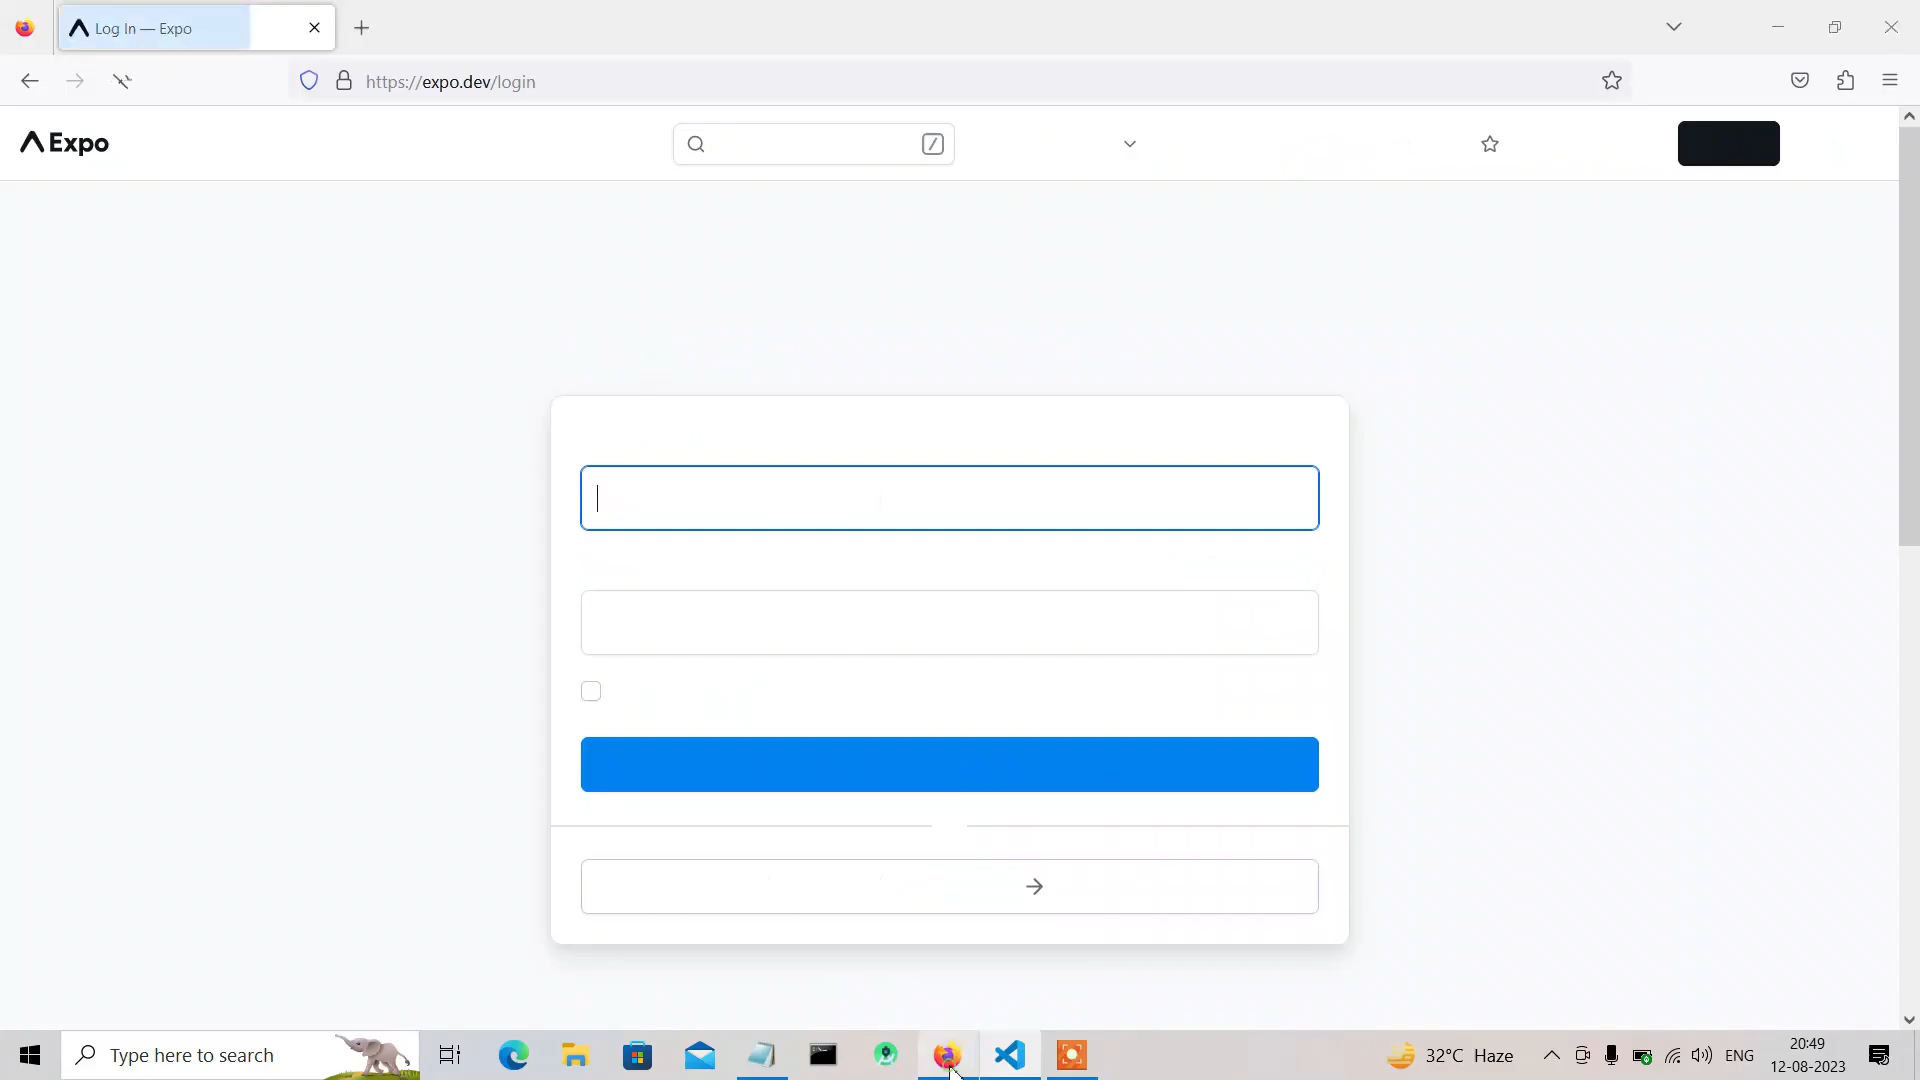 Log In — Expo
https://expo.dev/login
Expo
/
Type here to search
32°C Haze
ENG
20:49
12-08-2023